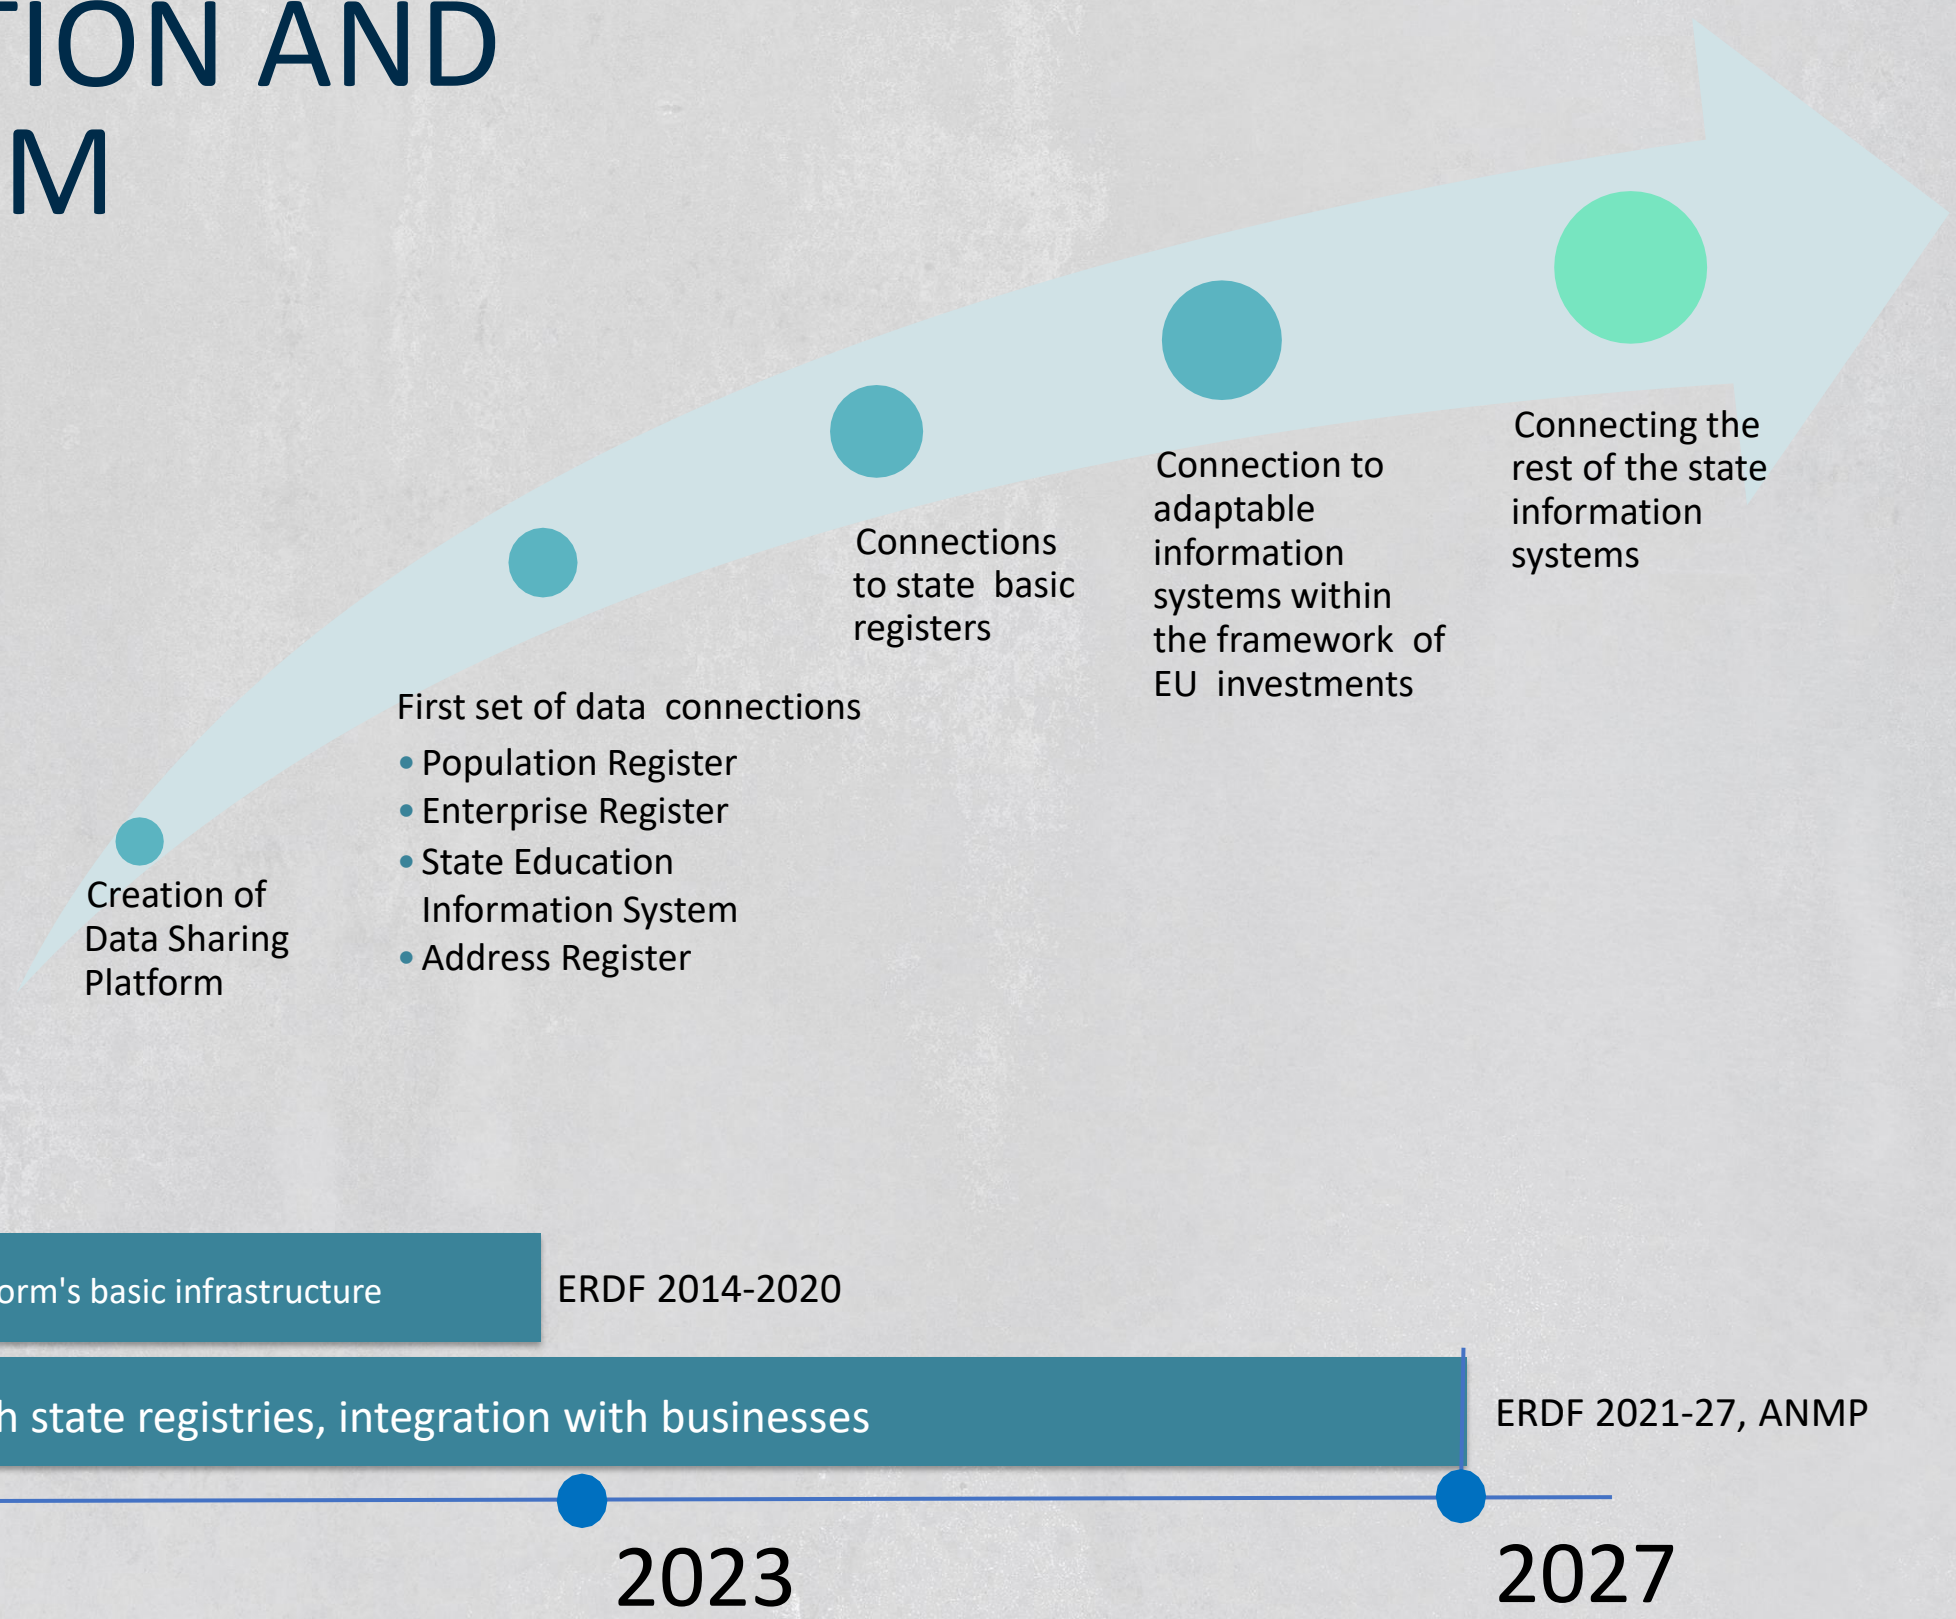 TION AND
M
Connecting the
rest of the state
information
systems
Connection to
adaptable
information
systems within
the framework of
EU investments
Connections
to state basic
registers
First set of data connections
• Population Register
• Enterprise Register
• State Education
Information System
• Address Register
Creation of
Data Sharing
Platform
orm's basic infrastructure
ERDF 2014-2020
h state registries, integration with businesses
ERDF 2021-27, ANMP
2023
2027